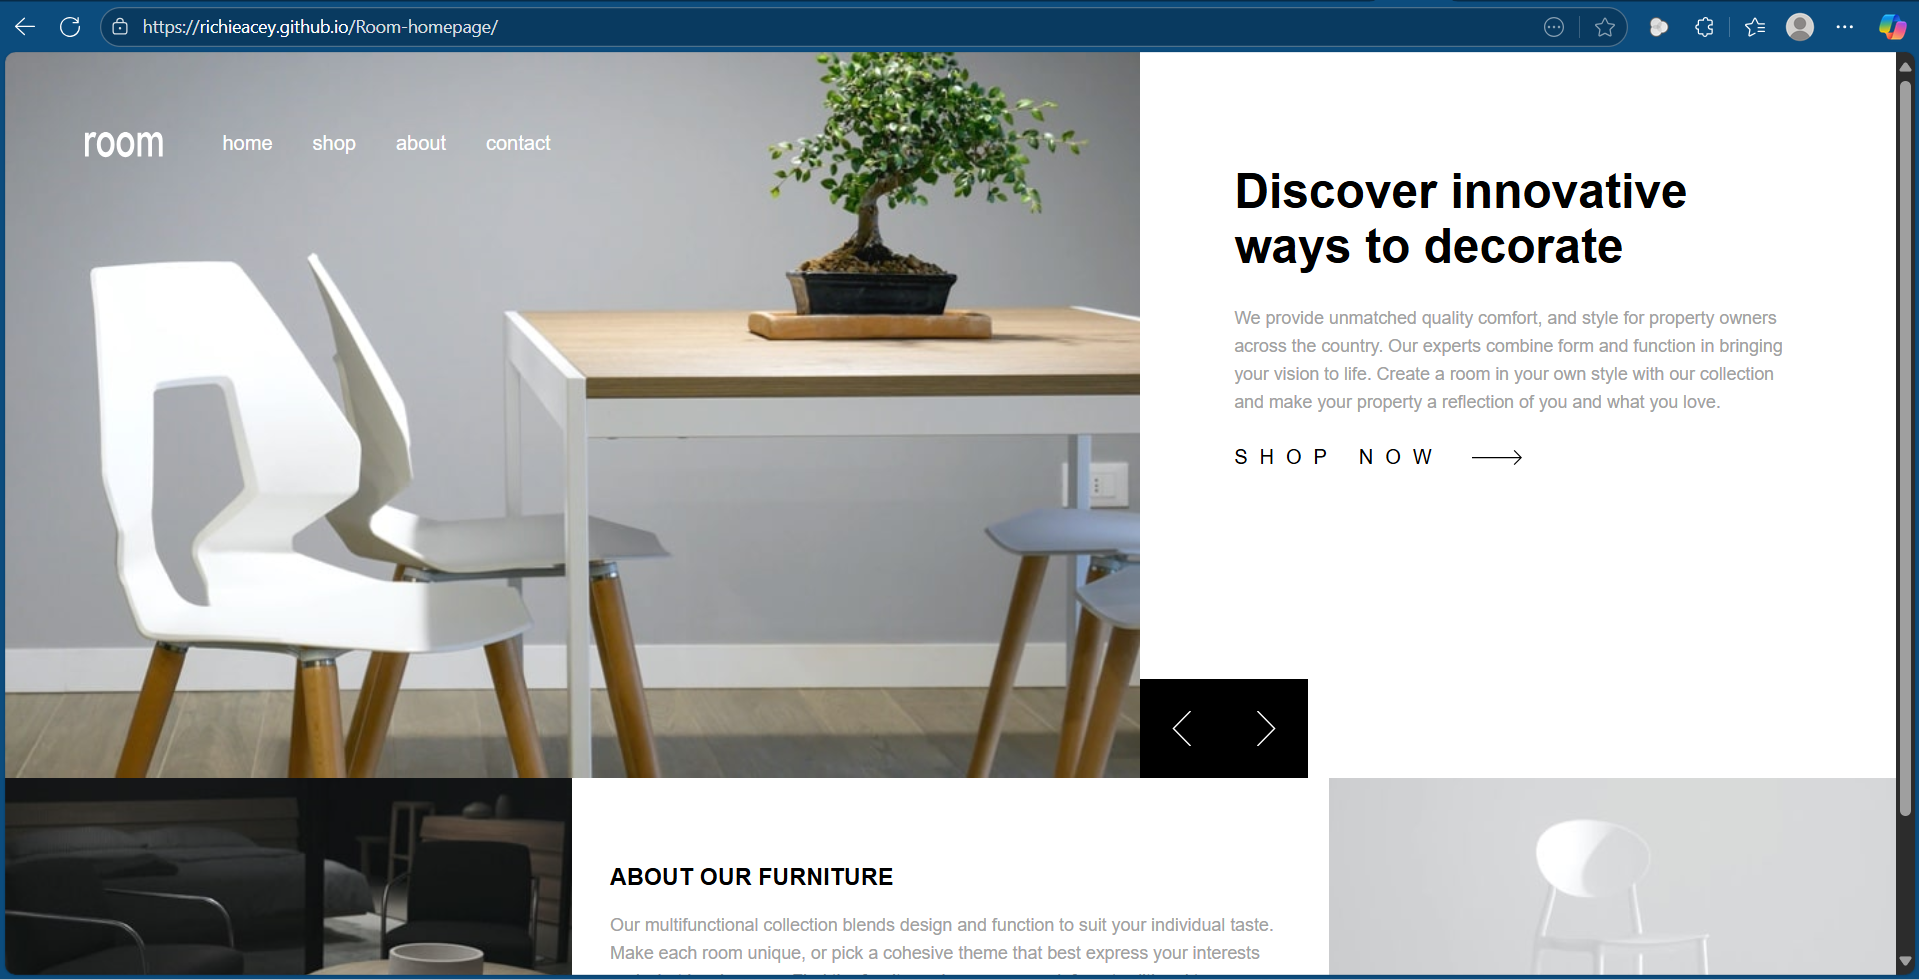 https://richieacey.github.io/Room-homepage/
room home shop about contact
Discover innovative
ways to decorate
We provide unmatched quality comfort, and style for property owners
across the country. Our experts combine form and function in bringing
your vision to life. Create a room in your own style with our collection
and make your property a reflection of you and what you love.
SHOP NOW
ABOUT OUR FURNITURE
Our multifunctional collection blends design and function to suit your individual taste.
Make each room unique, or pick a cohesive theme that best express your interests